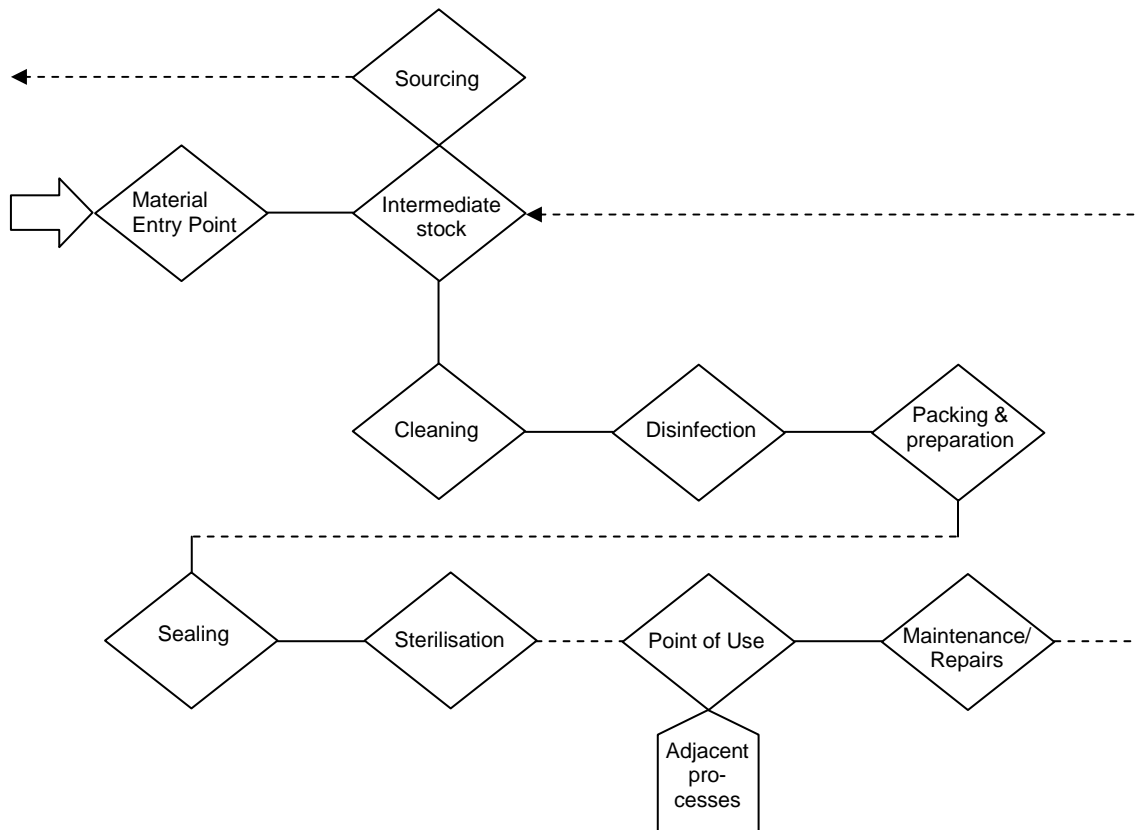 Sourcing
Material
Entry Point
Intermediate
stock
Cleaning
Disinfection
Packing &
preparation
Sealing
Sterilisation
Point of Use
Maintenance/
Repairs
Adjacent
pro-
cesses